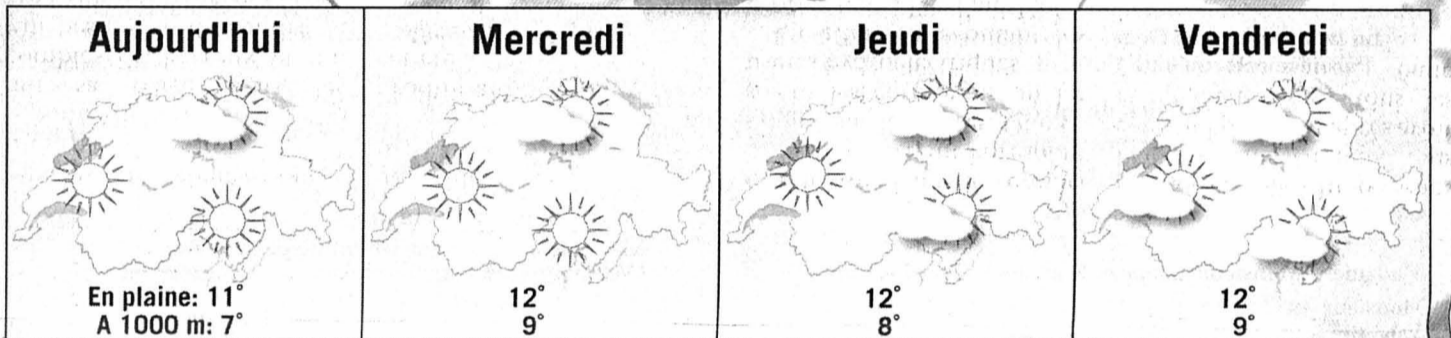 Aujourd'hui
En plaine: 11°
A 1000 m: 7°
Mercredi
12°
9°
Jeudi
12°
8°
Vendredi
12°
9°